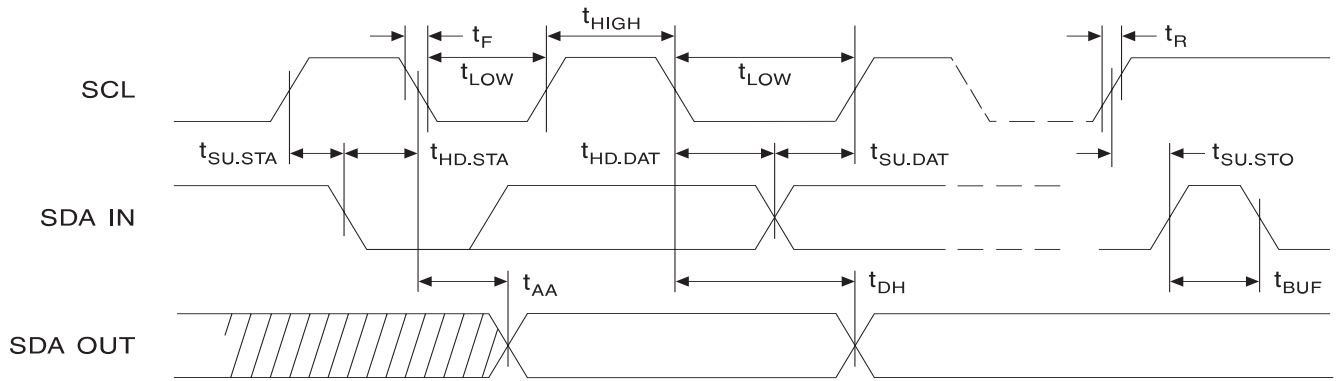 tF
tHIGH
tR
tLOW
tLOW
SCL
tSU.STA
tHD.STA
tHD.DAT
tSU.DAT
tSU.STO
SDA IN
tAA
tDH
tBUF
SDA OUT